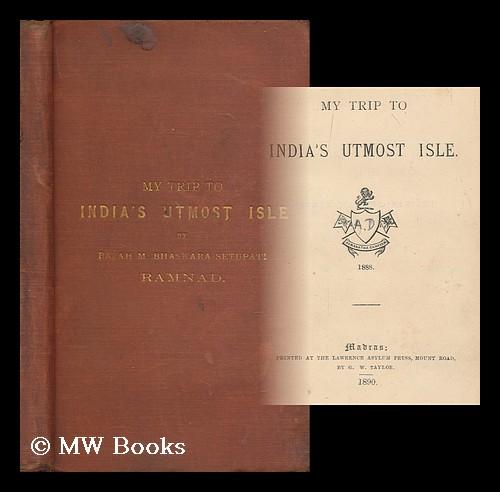 MY TRIP TO
INDIA'S UTMOST ISLE
BY
RAJAH M. BHASKARA SETUPATI
RAMNAD.
MY TRIP TO
INDIA'S UTMOST ISLE.
A.D
1888.
Madras:
PRINTED AT THE LAWRENCE ASYLUM PRESS, MOUNT ROAD,
BY G. W. TAYLOR.
1890.
© MW Books